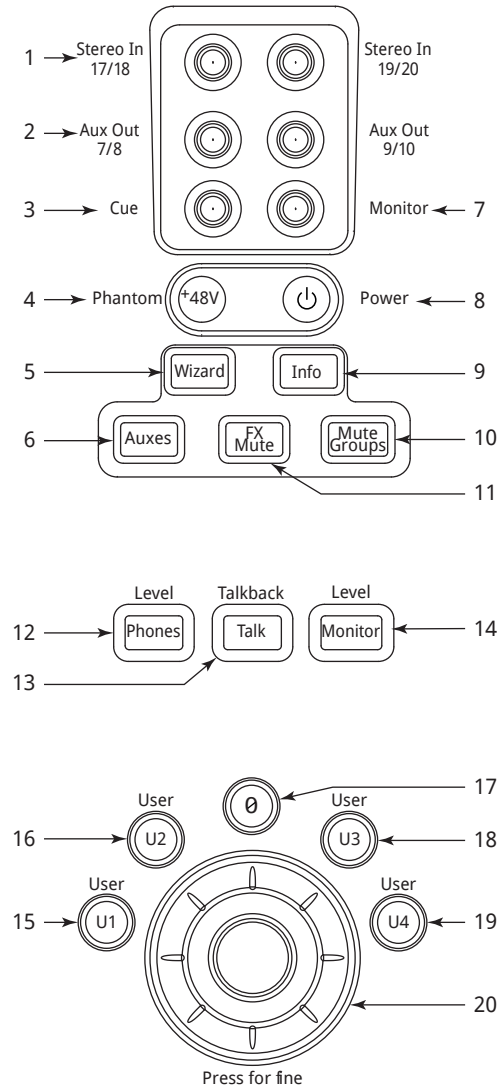 1 Stereo In 17/18
Stereo In 19/20
2 Aux Out 7/8
Aux Out 9/10
3 Cue
Monitor 7
4 Phantom +48V
Power 8
5 Wizard
Info 9
6 Auxes
FX Mute
Mute Groups 10
11
Level Talkback Level
12 Phones Talk Monitor 14
13
17
User User
16 U2 0 U3 18
User User
15 U1 U4 19
20
Press for fine